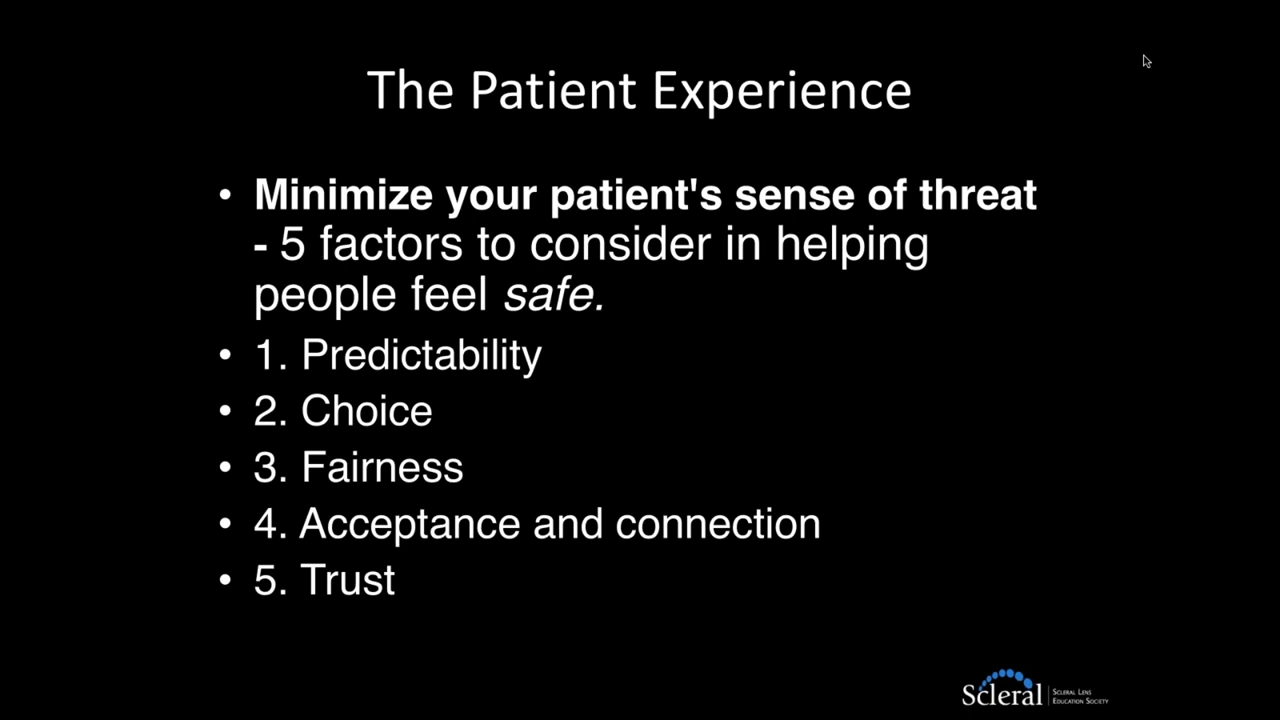 The Patient Experience
• Minimize your patient's sense of threat
- 5 factors to consider in helping
people feel safe.
• 1. Predictability
• 2. Choice
• 3. Fairness
• 4. Acceptance and connection
• 5. Trust
Scleral
Scleral Lens
Education Society